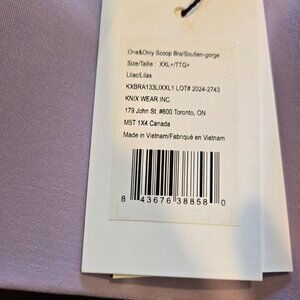 One&Only Scoop Bra/Soutien-gorge
Size/Taille : XXL+/TTG+
Lilac/Lilas
KXBRA133LIXXL1 LOT# 2024-2743
KNIX WEAR INC.
179 John St. #600 Toronto, ON
M5T 1X4 Canada
Made in Vietnam/Fabriqué en Vietnam
8 43676 38858 0